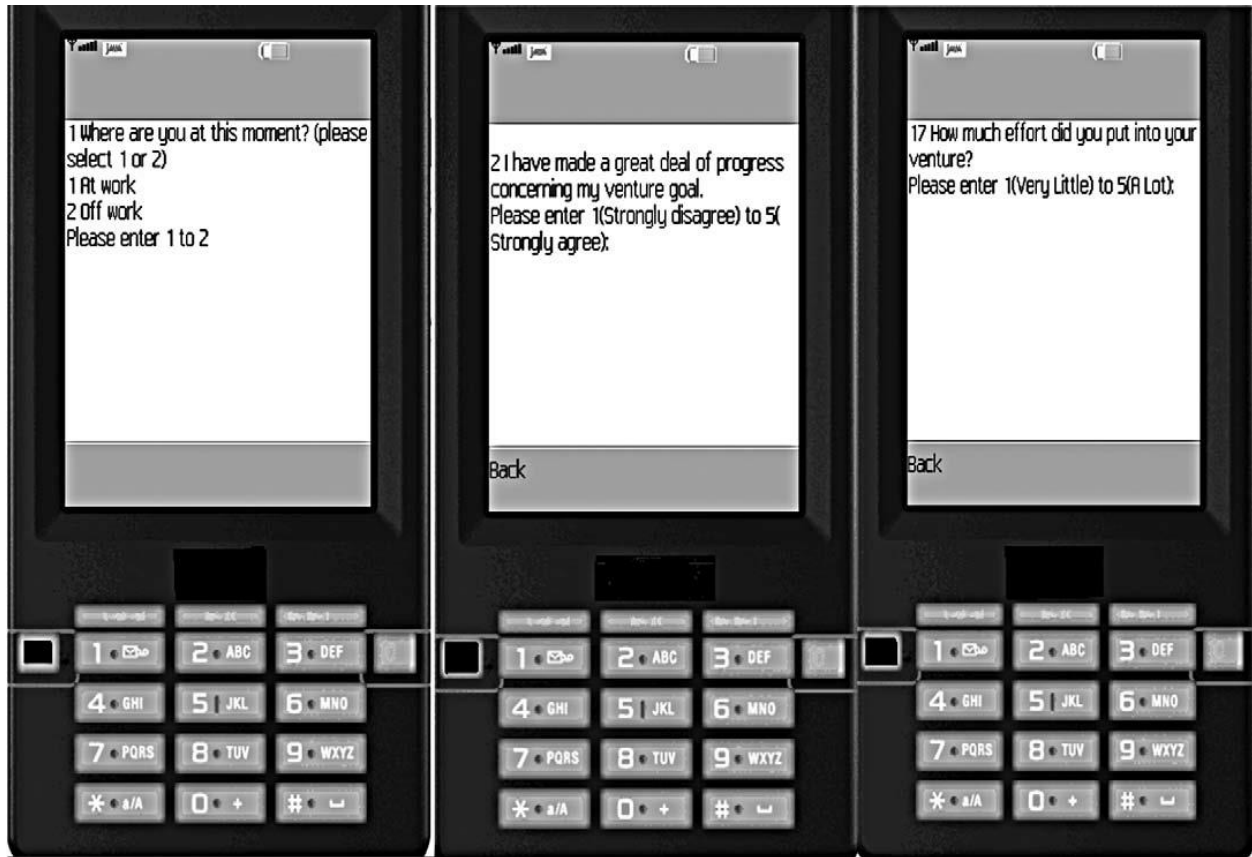 JAVA
1 Where are you at this moment? (please
select 1 or 2)
1 At work
2 Off work
Please enter 1 to 2
1
2 ABC
3 DEF
4 GHI
5 JKL
6 MNO
7 PQRS
8 TUV
9 WXYZ
* a/A
0 +
#
JAVA
2 I have made a great deal of progress
concerning my venture goal.
Please enter 1(Strongly disagree) to 5(
Strongly agree):
Back
1
2 ABC
3 DEF
4 GHI
5 JKL
6 MNO
7 PQRS
8 TUV
9 WXYZ
* a/A
0 +
#
JAVA
17 How much effort did you put into your
venture?
Please enter 1(Very Little) to 5(A Lot):
Back
1
2 ABC
3 DEF
4 GHI
5 JKL
6 MNO
7 PQRS
8 TUV
9 WXYZ
* a/A
0 +
#